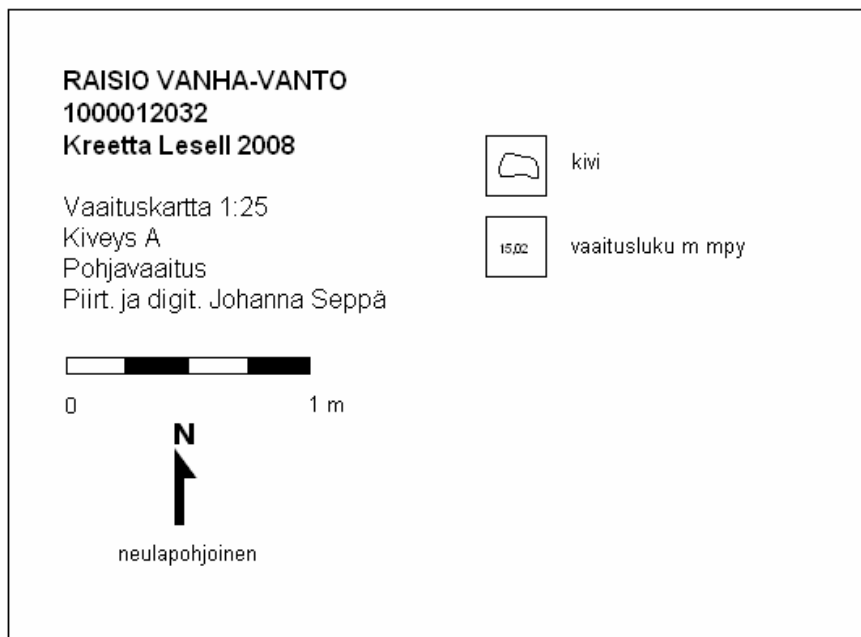 RAISIO VANHA-VANTO
1000012032
Kreetta Lesell 2008
Vaaituskartta 1:25
Kiveys A
Pohjavaaitus
Piirt. ja digit. Johanna Seppä
0 1 m
N
neulapohjoinen
kivi
15,02 vaaitusluku m mpy